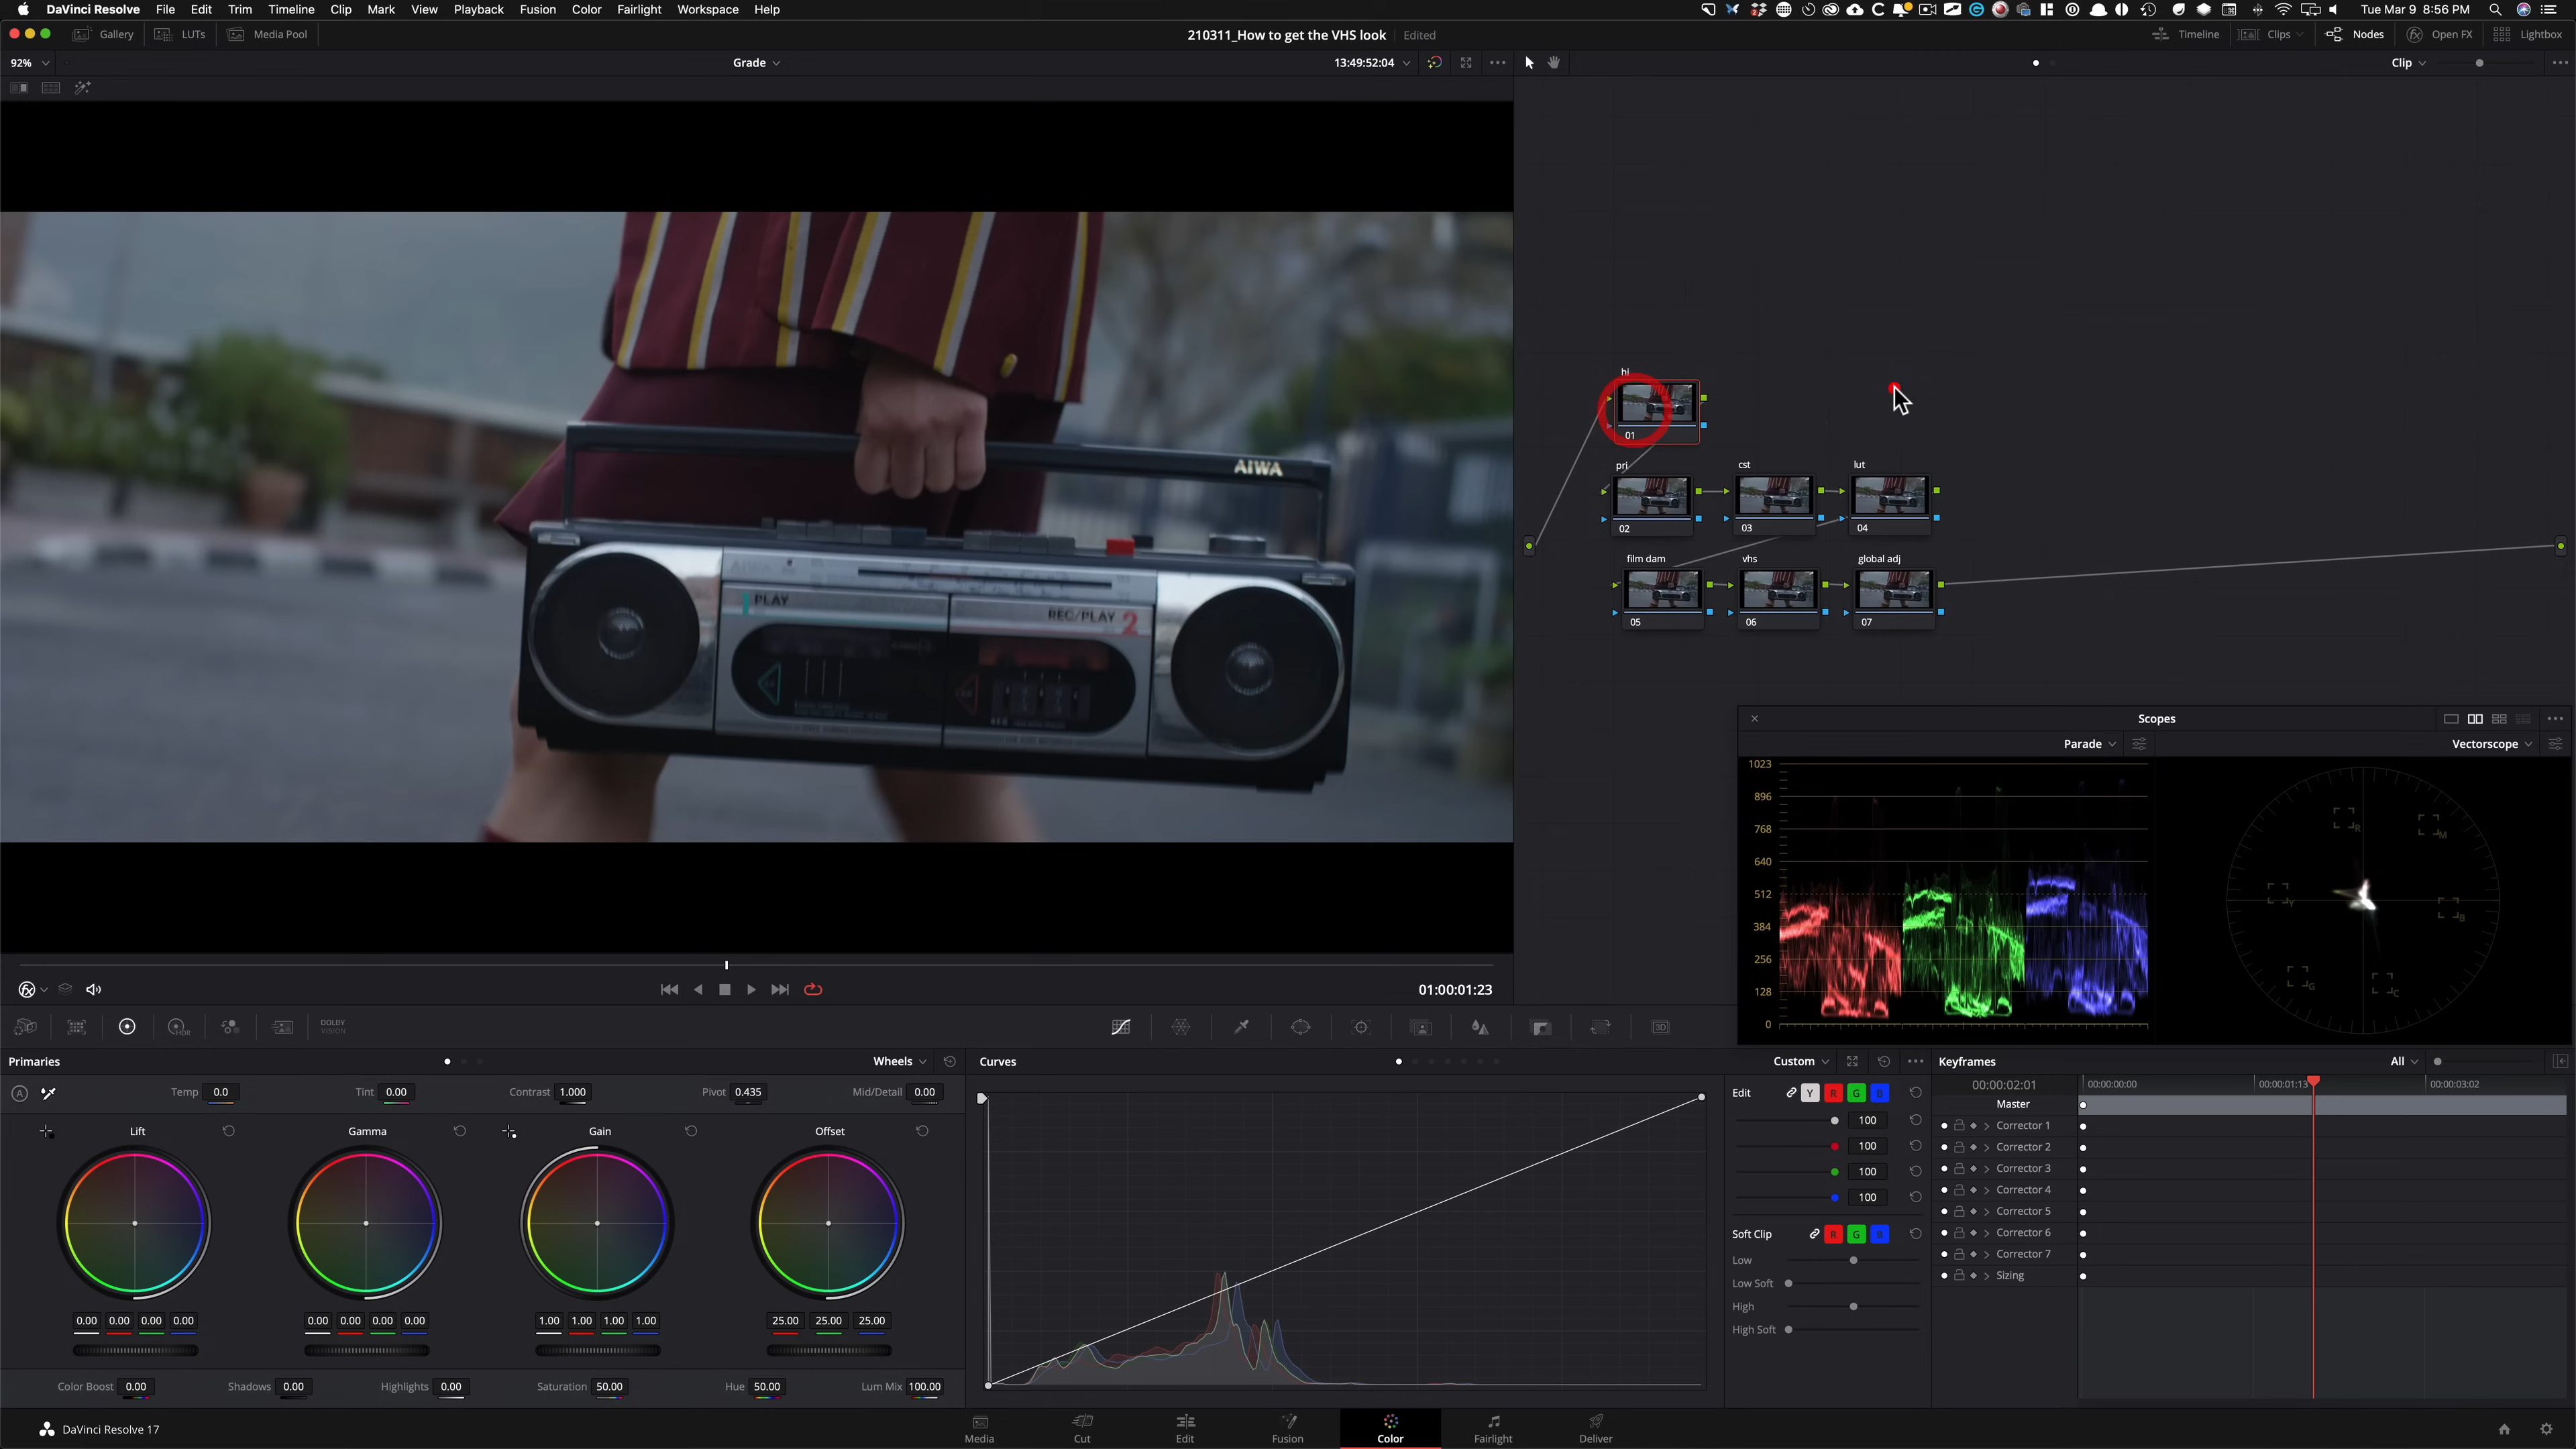 DaVinci Resolve File Edit Trim Timeline Clip Mark View Playback Fusion Color Fairlight Workspace Help Tue Mar 9 8:56 PM
Gallery LUTs Media Pool 210311_How to get the VHS look Edited Timeline Clips Nodes Open FX Lightbox
92% Grade 13:49:52:04 Clip
hi
01
AIWA
pri cst lut
02 03 04
film dam vhs global adj
05 06 07
PLAY
REC/PLAY 2
Scopes
Parade Vectorscope
1023
896
768
640
512
384
256
128
0
R M Y B G C
01:00:01:23
HDR DOLBY VISION 3D
Primaries Wheels Curves Custom Keyframes All
A Temp 0.0 Tint 0.00 Contrast 1.000 Pivot 0.435 Mid/Detail 0.00
Lift Gamma Gain Offset
0.00 0.00 0.00 0.00 0.00 0.00 0.00 0.00 1.00 1.00 1.00 1.00 25.00 25.00 25.00
Color Boost 0.00 Shadows 0.00 Highlights 0.00 Saturation 50.00 Hue 50.00 Lum Mix 100.00
Edit Y R G B
100
100
100
100
Soft Clip R G B
Low
Low Soft
High
High Soft
00:00:02:01 00:00:00:00 00:00:01:13 00:00:03:02
Master
Corrector 1
Corrector 2
Corrector 3
Corrector 4
Corrector 5
Corrector 6
Corrector 7
Sizing
DaVinci Resolve 17 Media Cut Edit Fusion Color Fairlight Deliver